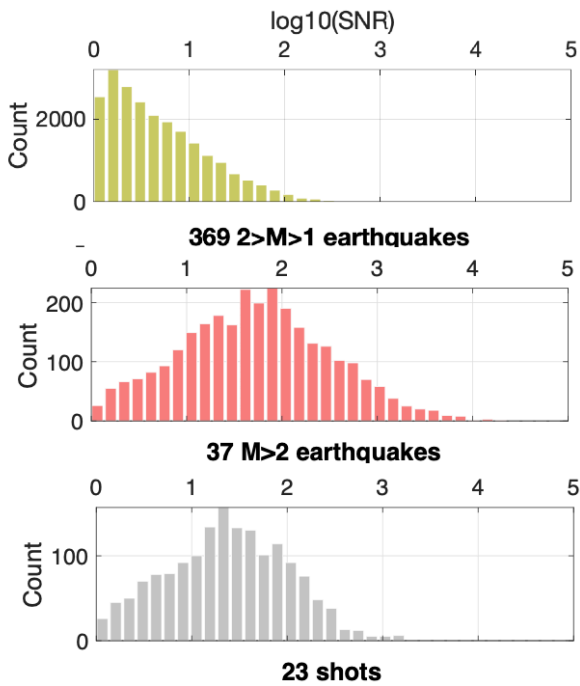 log10(SNR)
0 1 2 3 4 5
Count
2000
0
369 2>M>1 earthquakes
0 1 2 3 4 5
Count
200
100
0
37 M>2 earthquakes
0 1 2 3 4 5
Count
100
0
23 shots